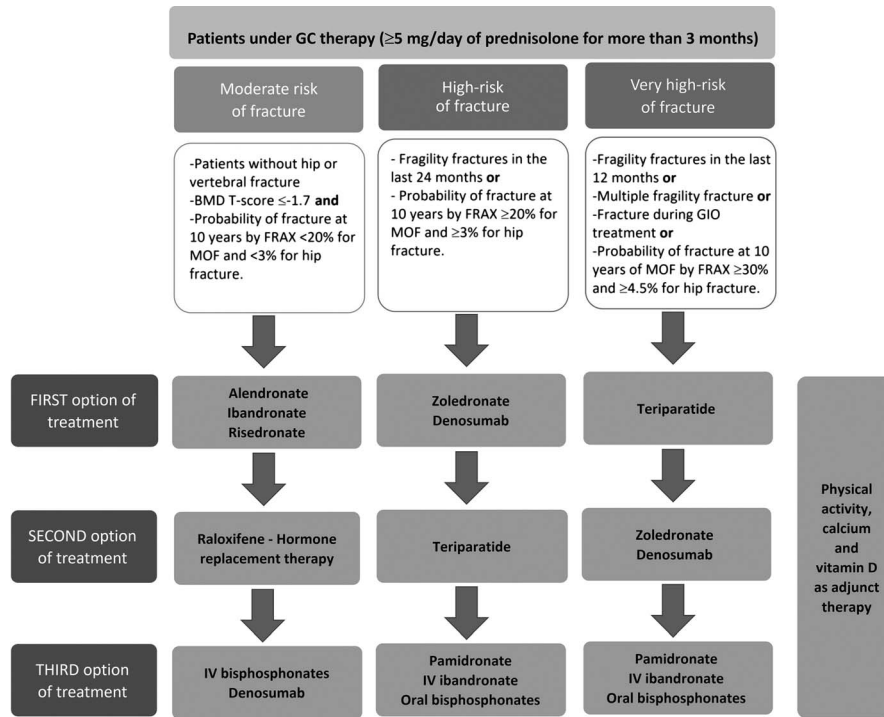 Patients under GC therapy (≥5 mg/day of prednisolone for more than 3 months)
Moderate risk
of fracture
High-risk
of fracture
Very high-risk
of fracture
-Patients without hip or
vertebral fracture
-BMD T-score ≤-1.7 and
-Probability of fracture at
10 years by FRAX <20% for
MOF and <3% for hip
fracture.
- Fragility fractures in the
last 24 months or
- Probability of fracture at
10 years by FRAX ≥20% for
MOF and ≥3% for hip
fracture.
-Fragility fractures in the last
12 months or
-Multiple fragility fracture or
-Fracture during GIO
treatment or
-Probability of fracture at 10
years of MOF by FRAX ≥30%
and ≥4.5% for hip fracture.
FIRST option of
treatment
Alendronate
Ibandronate
Risedronate
Zoledronate
Denosumab
Teriparatide
SECOND option
of treatment
Raloxifene - Hormone
replacement therapy
Teriparatide
Zoledronate
Denosumab
THIRD option
of treatment
IV bisphosphonates
Denosumab
Pamidronate
IV ibandronate
Oral bisphosphonates
Pamidronate
IV ibandronate
Oral bisphosphonates
Physical
activity,
calcium
and
vitamin D
as adjunct
therapy